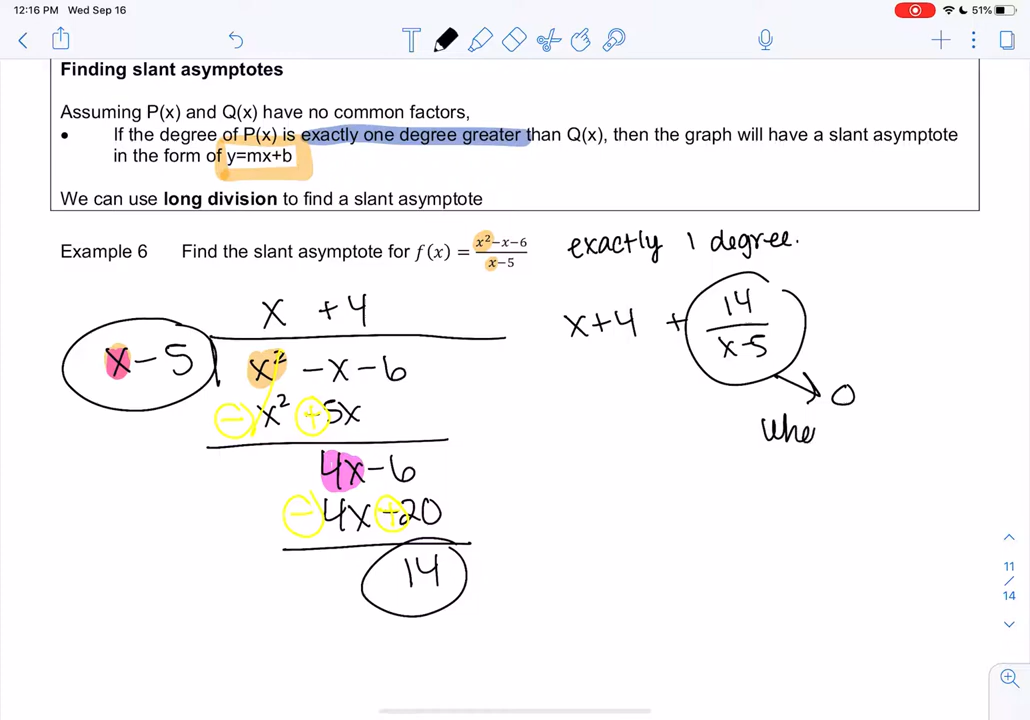 12:16 PM Wed Sep 16
51%
Finding slant asymptotes
Assuming P(x) and Q(x) have no common factors,
• If the degree of P(x) is exactly one degree greater than Q(x), then the graph will have a slant asymptote
in the form of y=mx+b
We can use long division to find a slant asymptote
Example 6 Find the slant asymptote for f(x) = (x²−x−6)/(x−5)
exactly 1 degree.
x + 4
x + 4 + 14/(x-5)
x - 5 x² - x - 6
→ 0
- x² + 5x
whe
4x - 6
- 4x + 20
14
11
/
14